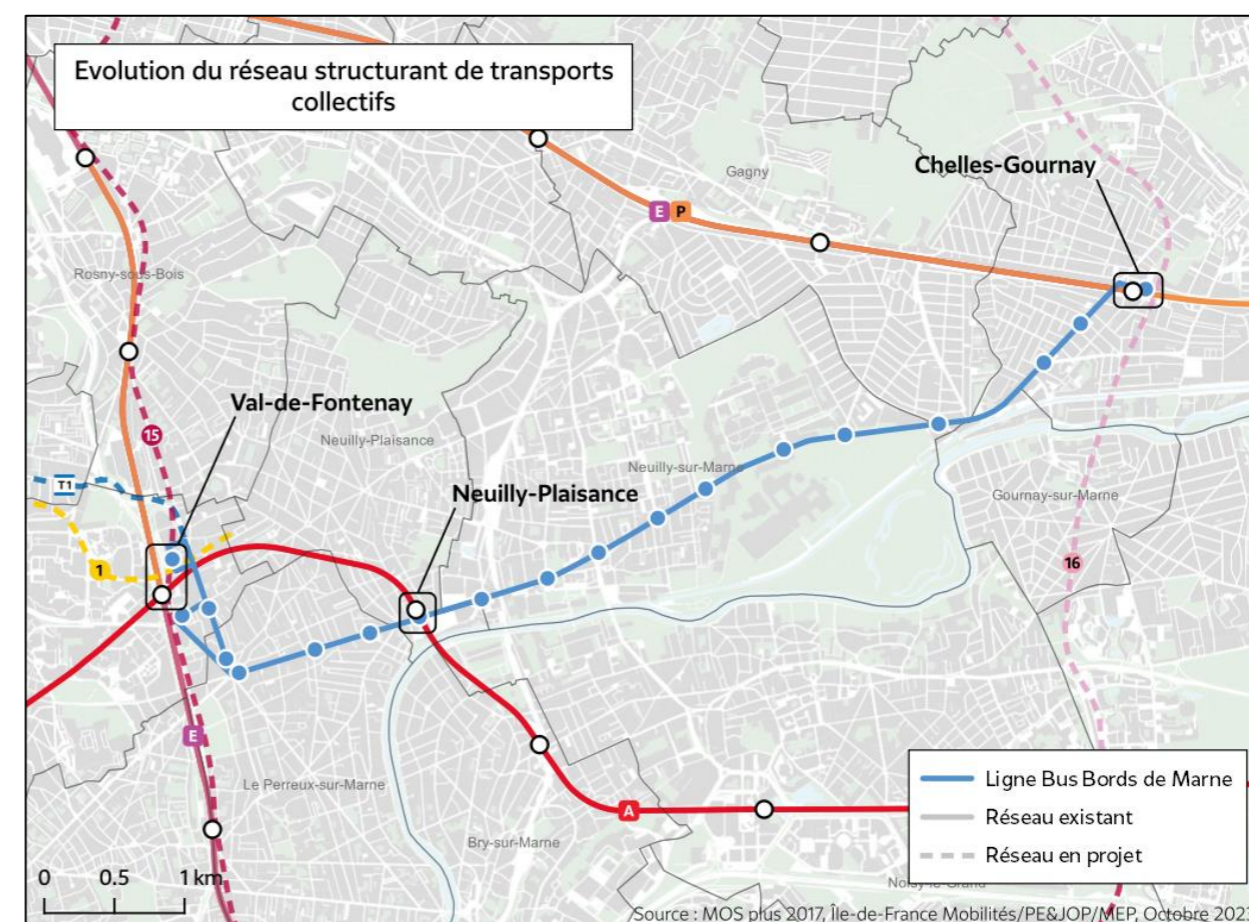 Evolution du réseau structurant de transports
collectifs
Gagny
Chelles-Gournay
E P
Rosny-sous-Bois
Val-de-Fontenay
15
Neuilly-Plaisance
Neuilly-sur-Marne
T1
Neuilly-Plaisance
Gournay-sur-Marne
1
16
E
Le Perreux-sur-Marne
Ligne Bus Bords de Marne
A
Réseau existant
Bry-sur-Marne
Réseau en projet
0 0.5 1 km
Noisy-le-Grand
Source : MOS plus 2017, Île-de-France Mobilités/PE&JOP/MEP, Octobre